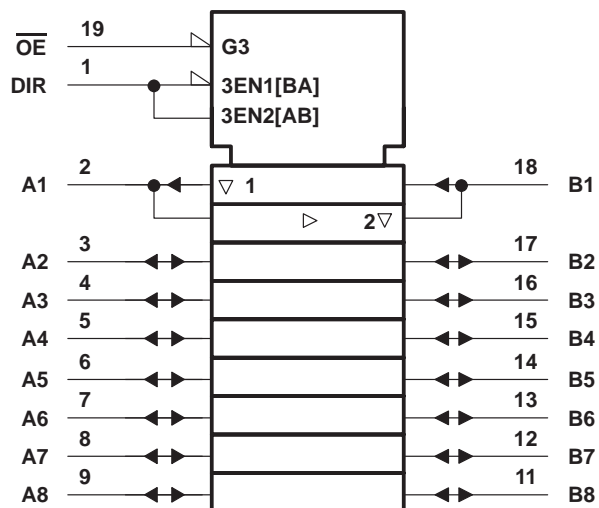 OE 19 G3
DIR 1 3EN1[BA]
3EN2[AB]
A1 2 ▽ 1 18 B1
▷ 2▽
A2 3 17 B2
A3 4 16 B3
A4 5 15 B4
A5 6 14 B5
A6 7 13 B6
A7 8 12 B7
A8 9 11 B8